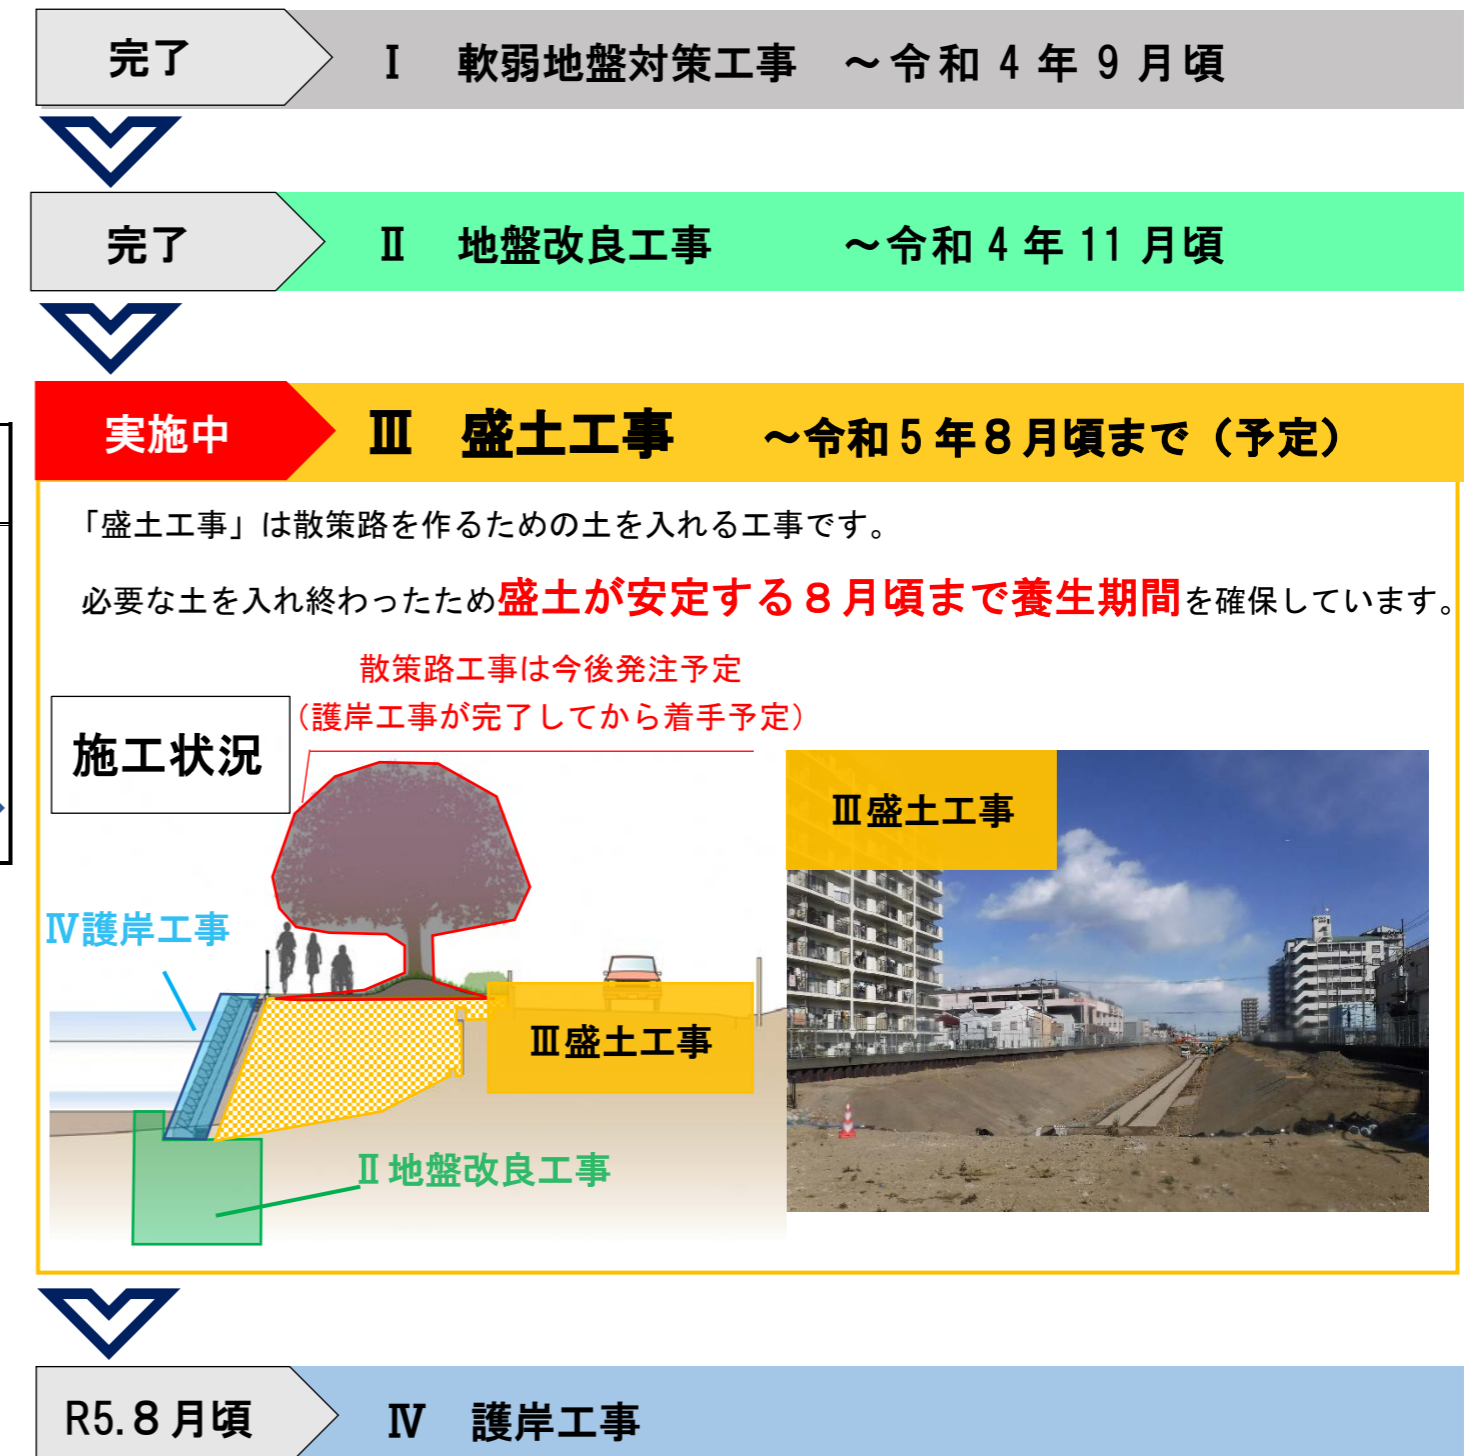 完了
Ⅰ 軟弱地盤対策工事 ～令和4年9月頃
完了
Ⅱ 地盤改良工事 ～令和4年11月頃
実施中
Ⅲ 盛土工事 ～令和5年8月頃まで（予定）
「盛土工事」は散策路を作るための土を入れる工事です。
必要な土を入れ終わったため盛土が安定する８月頃まで養生期間を確保しています。
散策路工事は今後発注予定
（護岸工事が完了してから着手予定）
施工状況
Ⅲ盛土工事
Ⅳ護岸工事
Ⅲ盛土工事
Ⅱ地盤改良工事
R5.８月頃
Ⅳ 護岸工事